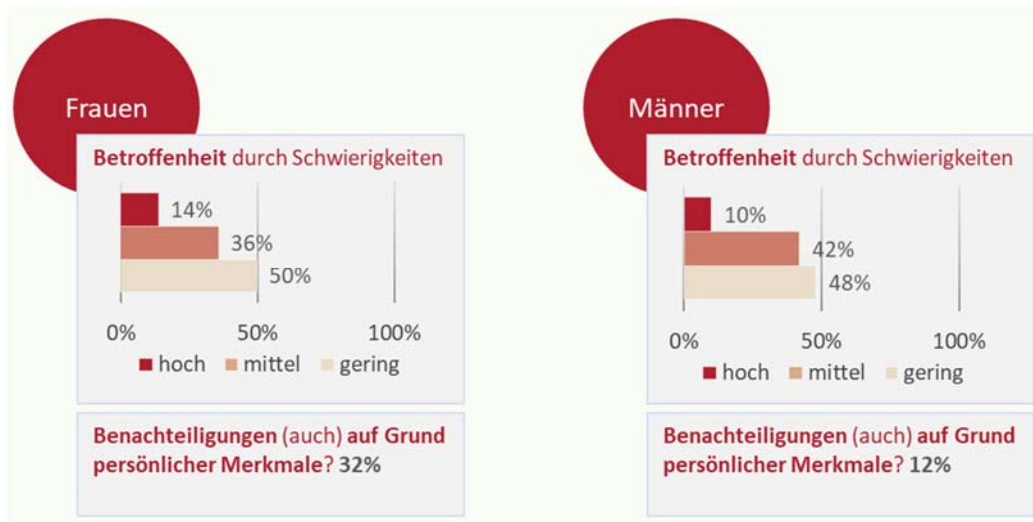 Frauen
Betroffenheit durch Schwierigkeiten
14%
36%
50%
0% 50% 100%
hoch mittel gering
Benachteiligungen (auch) auf Grund
persönlicher Merkmale? 32%
Männer
Betroffenheit durch Schwierigkeiten
10%
42%
48%
0% 50% 100%
hoch mittel gering
Benachteiligungen (auch) auf Grund
persönlicher Merkmale? 12%